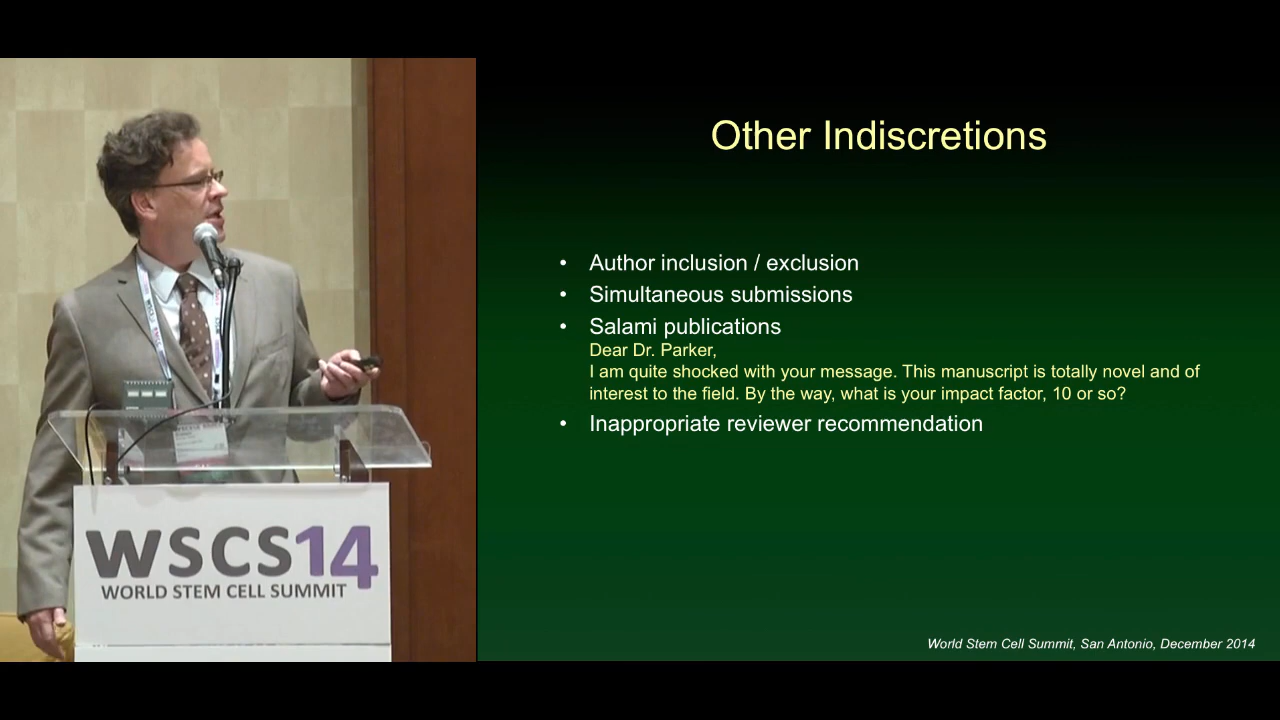 Other Indiscretions
• Author inclusion / exclusion
• Simultaneous submissions
• Salami publications
Dear Dr. Parker,
I am quite shocked with your message. This manuscript is totally novel and of
interest to the field. By the way, what is your impact factor, 10 or so?
• Inappropriate reviewer recommendation
WSCS14
WORLD STEM CELL SUMMIT
World Stem Cell Summit, San Antonio, December 2014